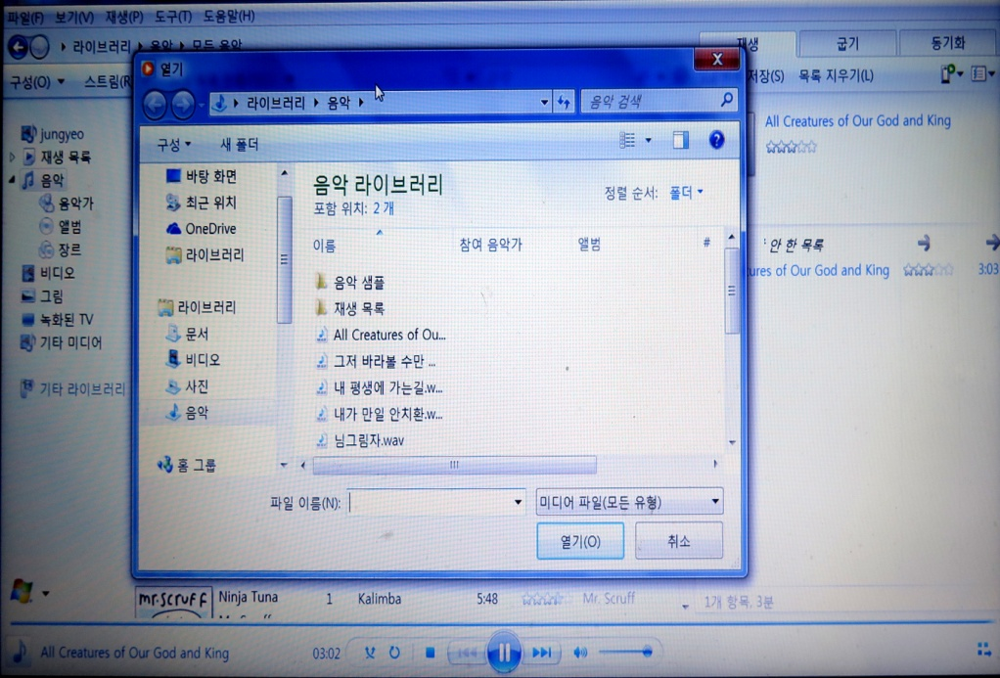 파일(F) 보기(V) 재생(P) 도구(T) 도움말(H)
라이브러리 음악 모든 음악
재생 굽기 동기화
구성(O) 스트림(R
저장(S) 목록 지우기(L)
열기
라이브러리 음악
음악 검색
구성 새 폴더
jungyeo
재생 목록
음악
음악가
앨범
장르
비디오
그림
녹화된 TV
기타 미디어
기타 라이브러리
바탕 화면
최근 위치
OneDrive
라이브러리
라이브러리
문서
비디오
사진
음악
홈 그룹
음악 라이브러리
포함 위치: 2 개
정렬 순서: 폴더
이름 참여 음악가 앨범 #
음악 샘플
재생 목록
All Creatures of Ou...
그저 바라볼 수만 ...
내 평생에 가는길.w...
내가 만일 안치환.w...
님그림자.wav
파일 이름(N):
미디어 파일(모든 유형)
열기(O) 취소
All Creatures of Our God and King
안 한 목록
ures of Our God and King 3:03
mr.scruff Ninja Tuna 1 Kalimba 5:48 Mr. Scruff
1개 항목, 3분
All Creatures of Our God and King 03:02